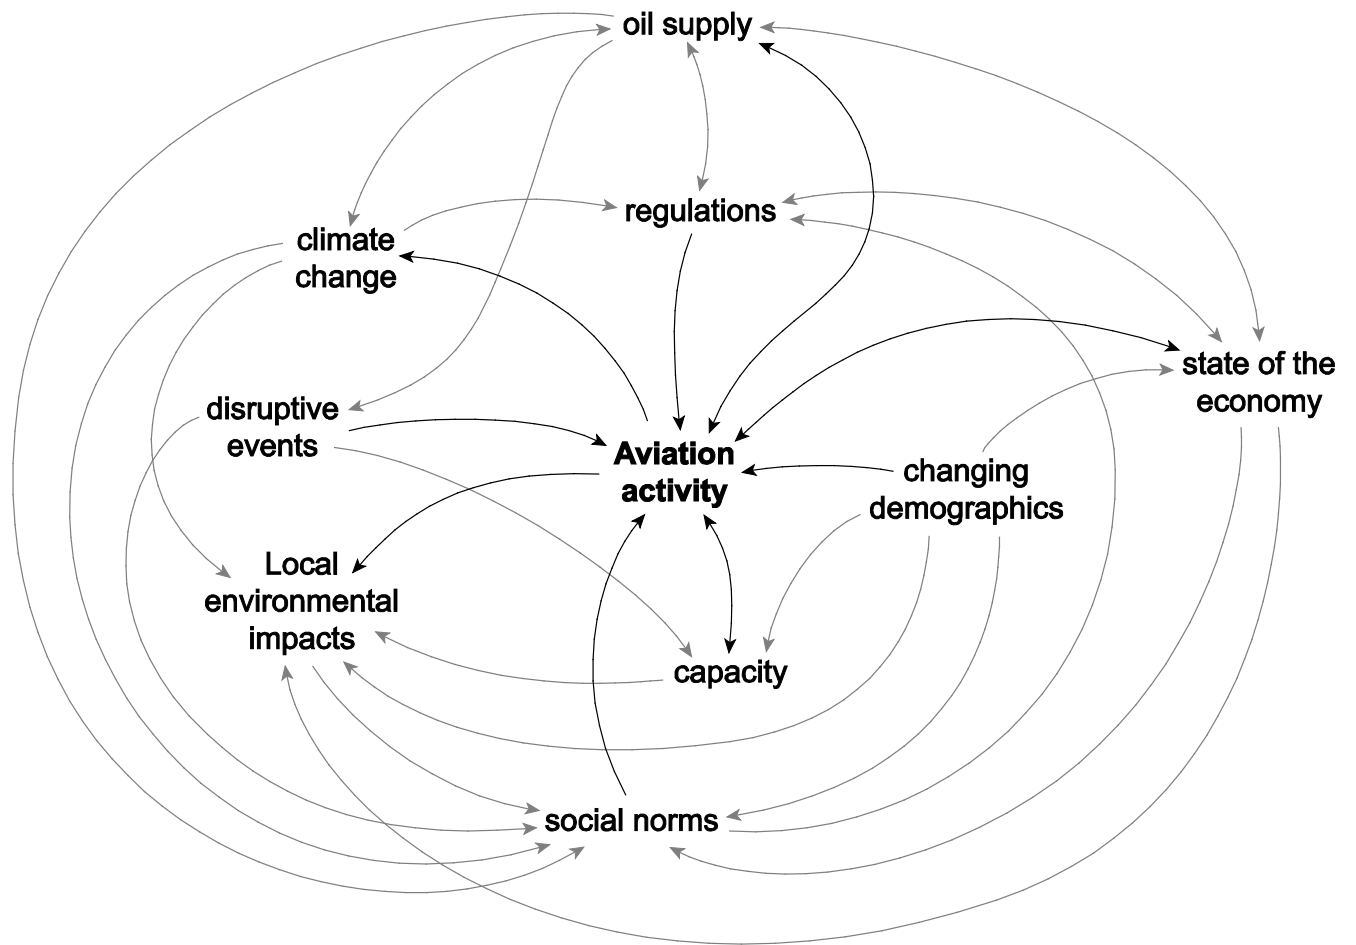 oil supply
regulations
climate
change
state of the
economy
disruptive
events
Aviation
activity
changing
demographics
Local
environmental
impacts
capacity
social norms